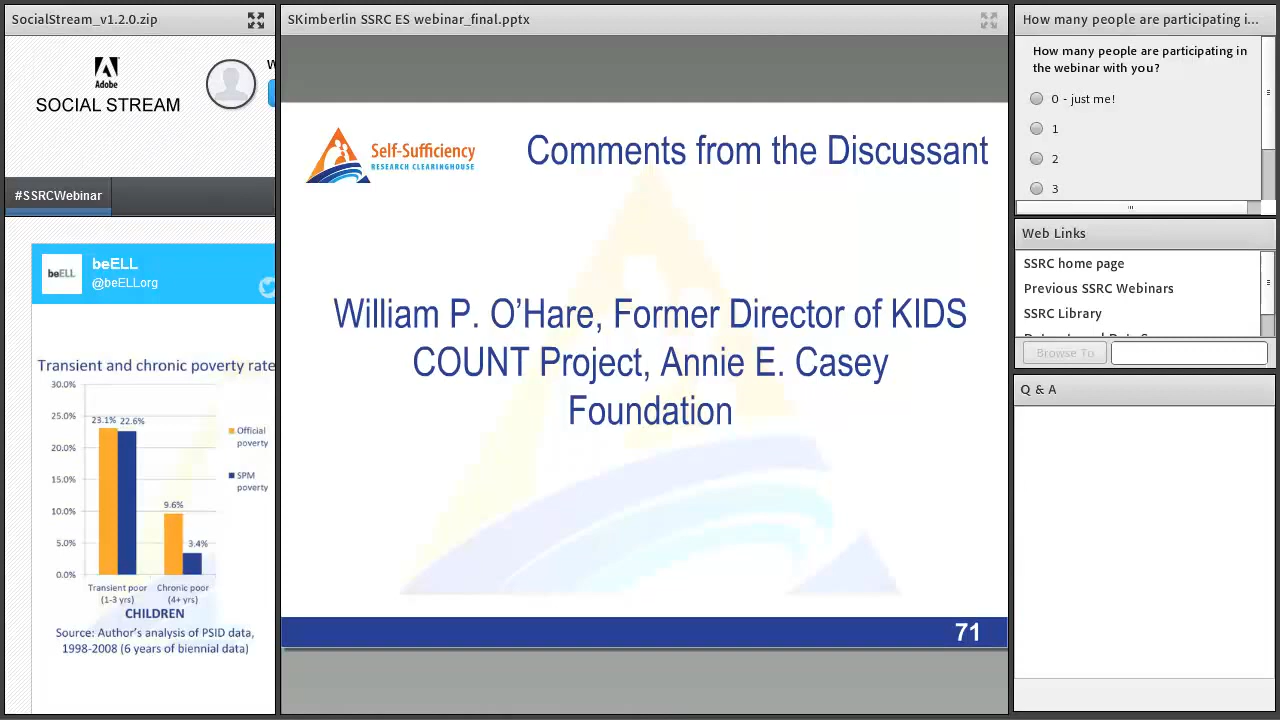 SocialStream_v1.2.0.zip
Adobe
SOCIAL STREAM
W
#SSRCWebinar
beELL
beELL
@beELLorg
Transient and chronic poverty rate
30.0%
25.0%
20.0%
15.0%
10.0%
5.0%
0.0%
23.1% 22.6%
9.6%
3.4%
Official
poverty
SPM
poverty
Transient poor
(1-3 yrs)
Chronic poor
(4+ yrs)
CHILDREN
Source: Author's analysis of PSID data,
1998-2008 (6 years of biennial data)
SKimberlin SSRC ES webinar_final.pptx
Self-Sufficiency
RESEARCH CLEARINGHOUSE
Comments from the Discussant
William P. O'Hare, Former Director of KIDS
COUNT Project, Annie E. Casey
Foundation
71
How many people are participating i...
How many people are participating in
the webinar with you?
0 - just me!
1
2
3
Web Links
SSRC home page
Previous SSRC Webinars
SSRC Library
Browse To
Q & A